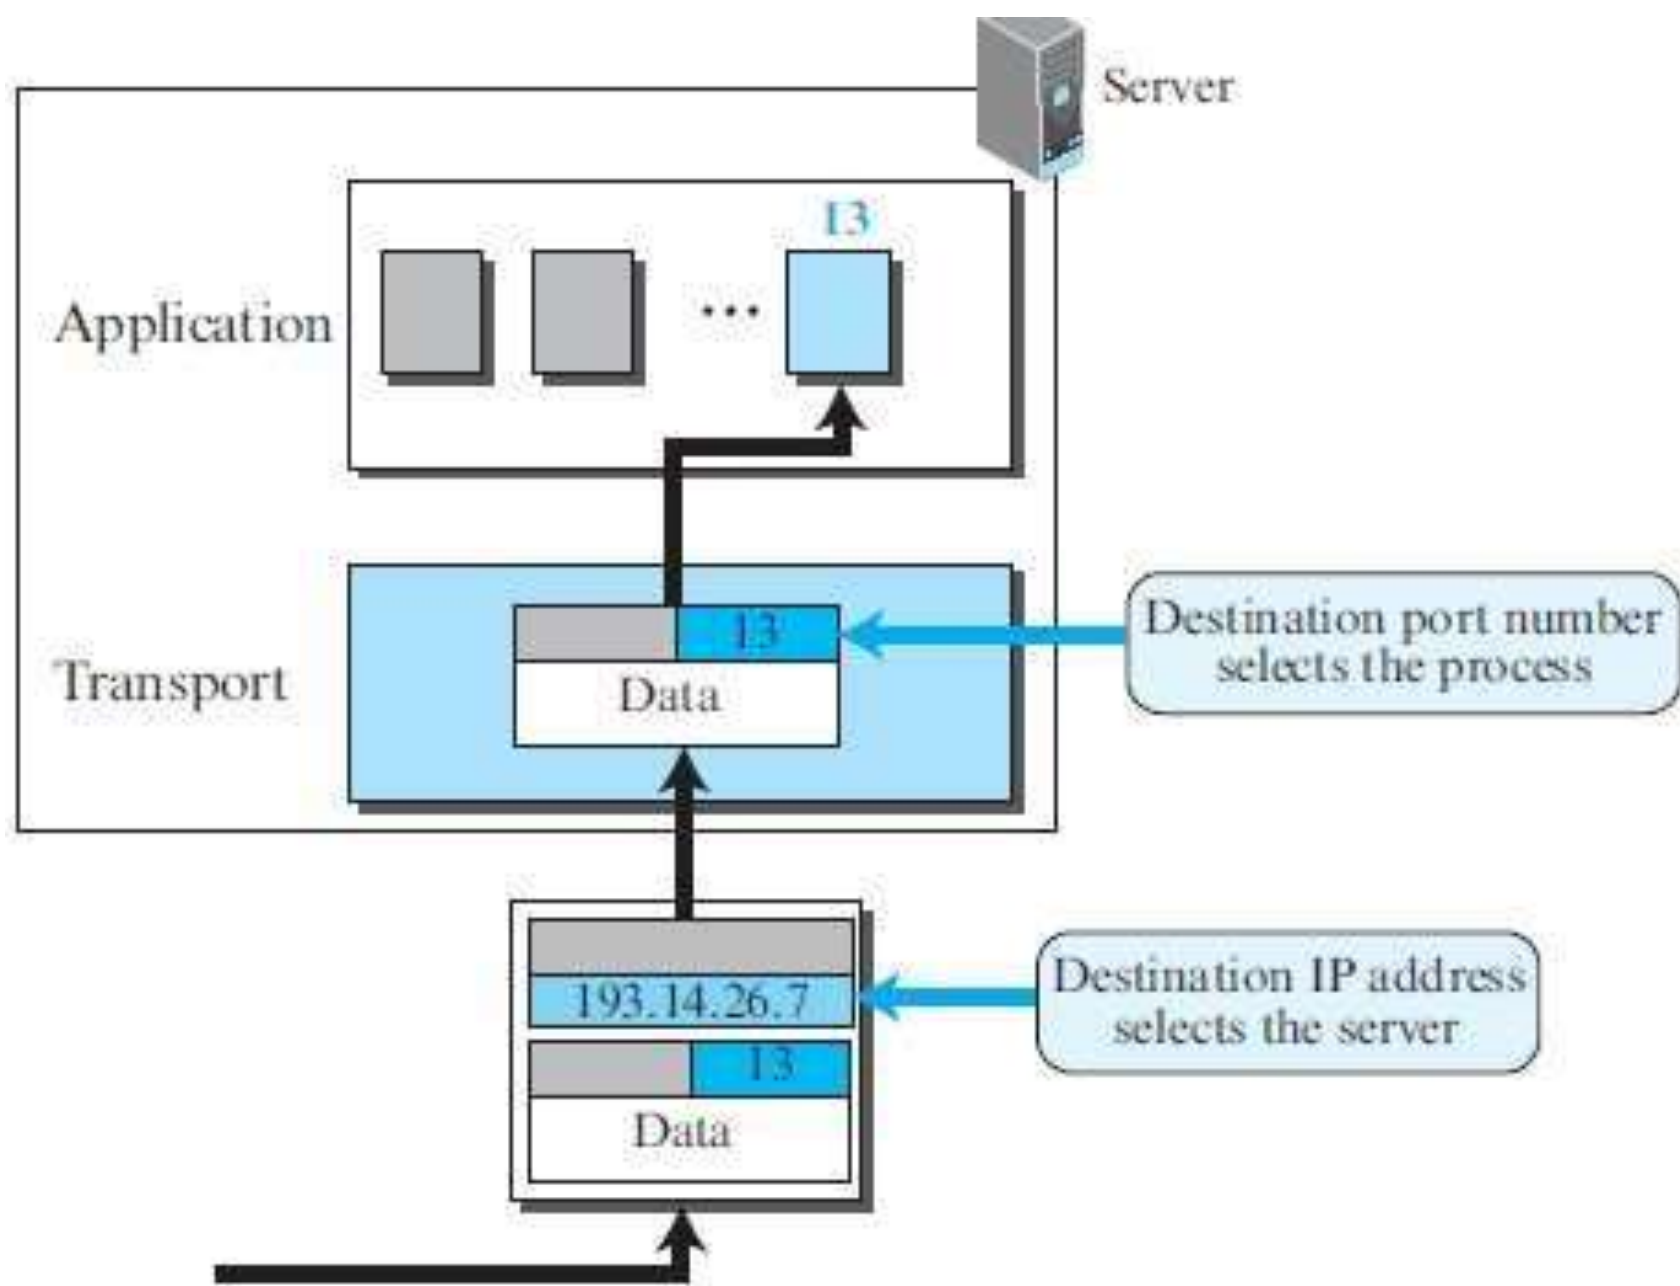 Server
13
Application
...
13
Destination port number
selects the process
Transport
Data
193.14.26.7
Destination IP address
selects the server
13
Data